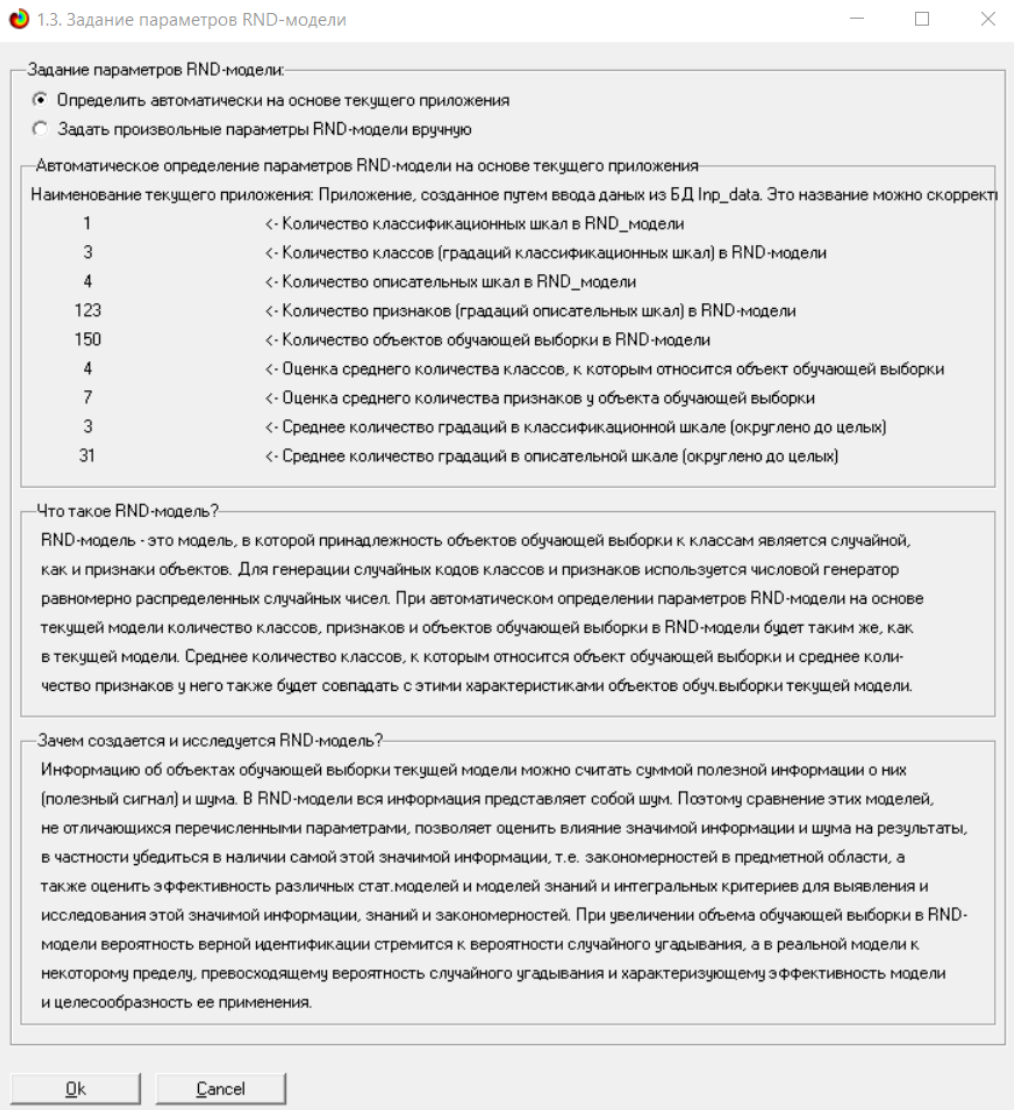 1.3. Задание параметров RND-модели
Задание параметров RND-модели:
Определить автоматически на основе текущего приложения
Задать произвольные параметры RND-модели вручную
Автоматическое определение параметров RND-модели на основе текущего приложения
Наименование текущего приложения: Приложение, созданное путем ввода даных из БД Inp_data. Это название можно скоррект
1 <- Количество классификационных шкал в RND_модели
3 <- Количество классов (градаций классификационных шкал) в RND-модели
4 <- Количество описательных шкал в RND_модели
123 <- Количество признаков (градаций описательных шкал) в RND-модели
150 <- Количество объектов обучающей выборки в RND-модели
4 <- Оценка среднего количества классов, к которым относится объект обучающей выборки
7 <- Оценка среднего количества признаков у объекта обучающей выборки
3 <- Среднее количество градаций в классификационной шкале (округлено до целых)
31 <- Среднее количество градаций в описательной шкале (округлено до целых)
Что такое RND-модель?
RND-модель - это модель, в которой принадлежность объектов обучающей выборки к классам является случайной,
как и признаки объектов. Для генерации случайных кодов классов и признаков используется числовой генератор
равномерно распределенных случайных чисел. При автоматическом определении параметров RND-модели на основе
текущей модели количество классов, признаков и объектов обучающей выборки в RND-модели будет таким же, как
в текущей модели. Среднее количество классов, к которым относится объект обучающей выборки и среднее коли-
чество признаков у него также будет совпадать с этими характеристиками объектов обуч.выборки текущей модели.
Зачем создается и исследуется RND-модель?
Информацию об объектах обучающей выборки текущей модели можно считать суммой полезной информации о них
(полезный сигнал) и шума. В RND-модели вся информация представляет собой шум. Поэтому сравнение этих моделей,
не отличающихся перечисленными параметрами, позволяет оценить влияние значимой информации и шума на результаты,
в частности убедиться в наличии самой этой значимой информации, т.е. закономерностей в предметной области, а
также оценить эффективность различных стат.моделей и моделей знаний и интегральных критериев для выявления и
исследования этой значимой информации, знаний и закономерностей. При увеличении объема обучающей выборки в RND-
модели вероятность верной идентификации стремится к вероятности случайного угадывания, а в реальной модели к
некоторому пределу, превосходящему вероятность случайного угадывания и характеризующему эффективность модели
и целесообразность ее применения.
Ok Cancel